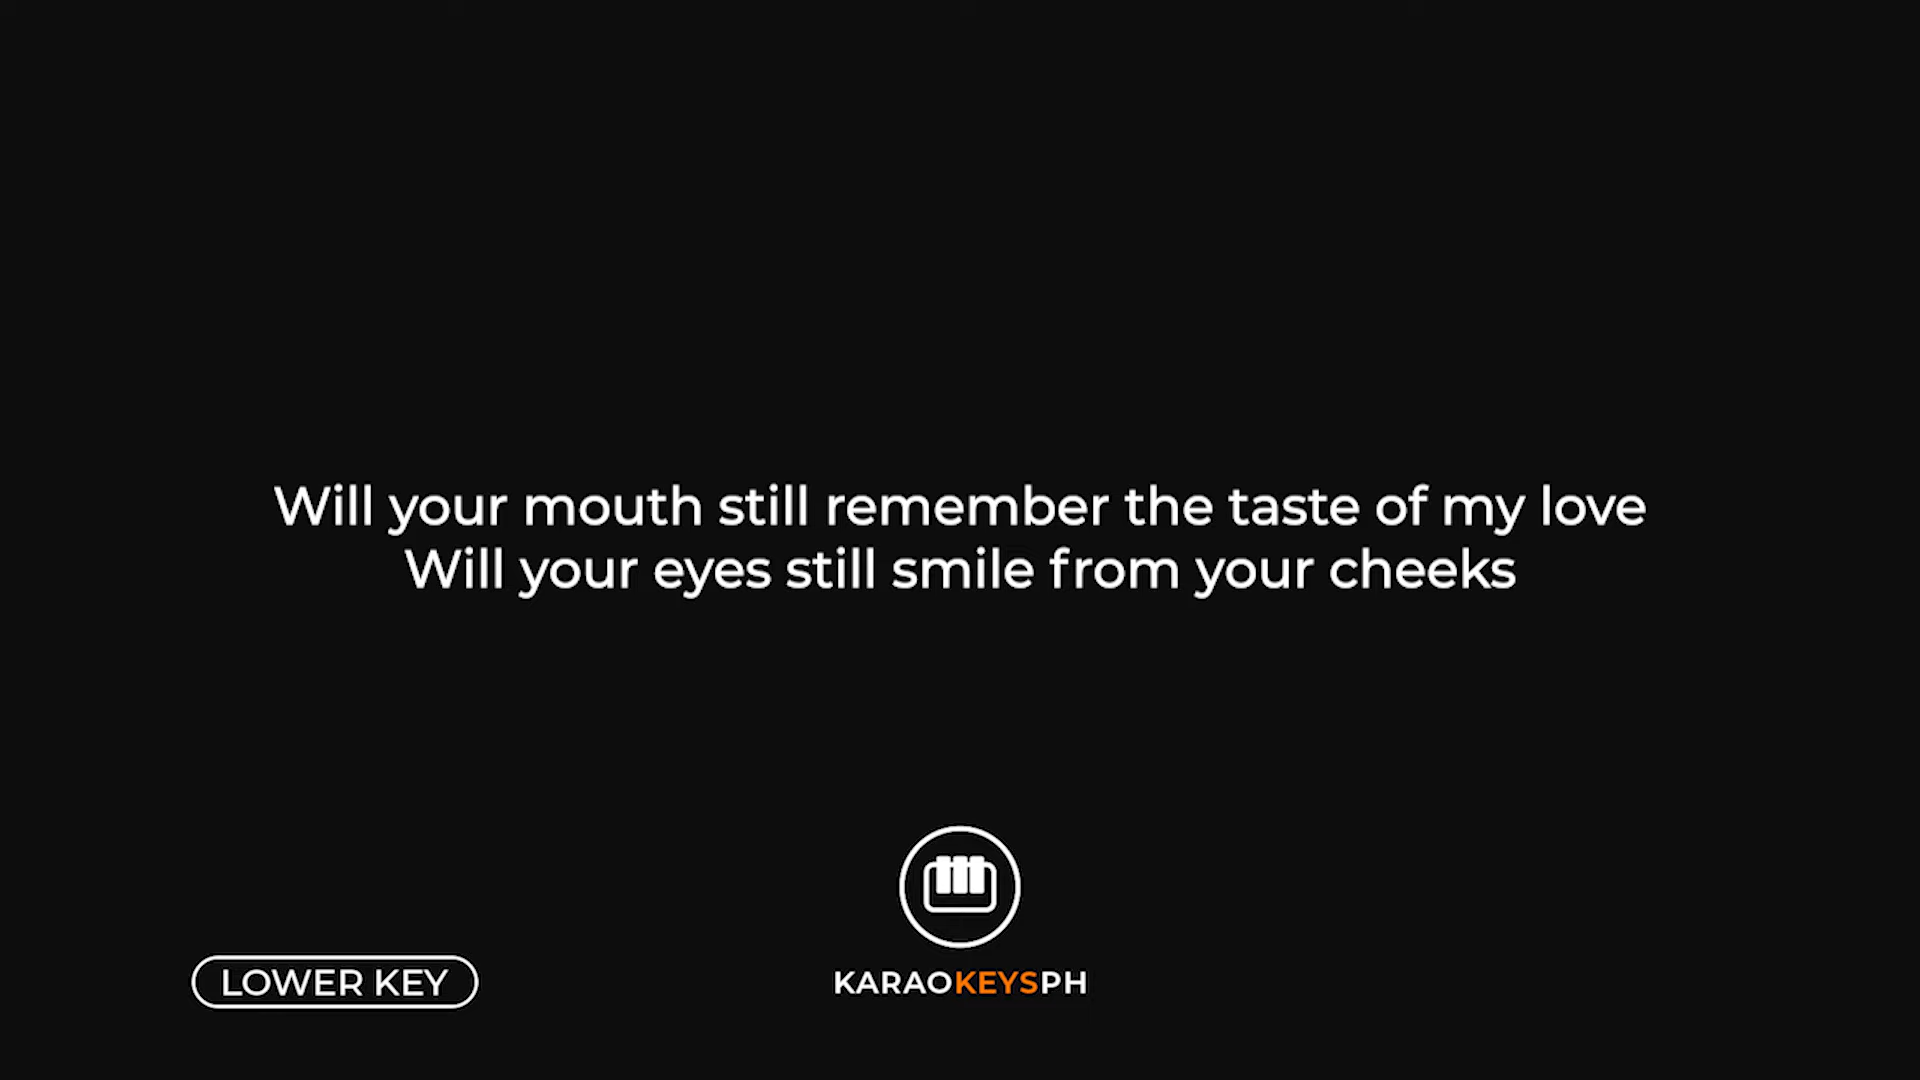 Will your mouth still remember the taste of my love
Will your eyes still smile from your cheeks
LOWER KEY
KARAOKEYSPH